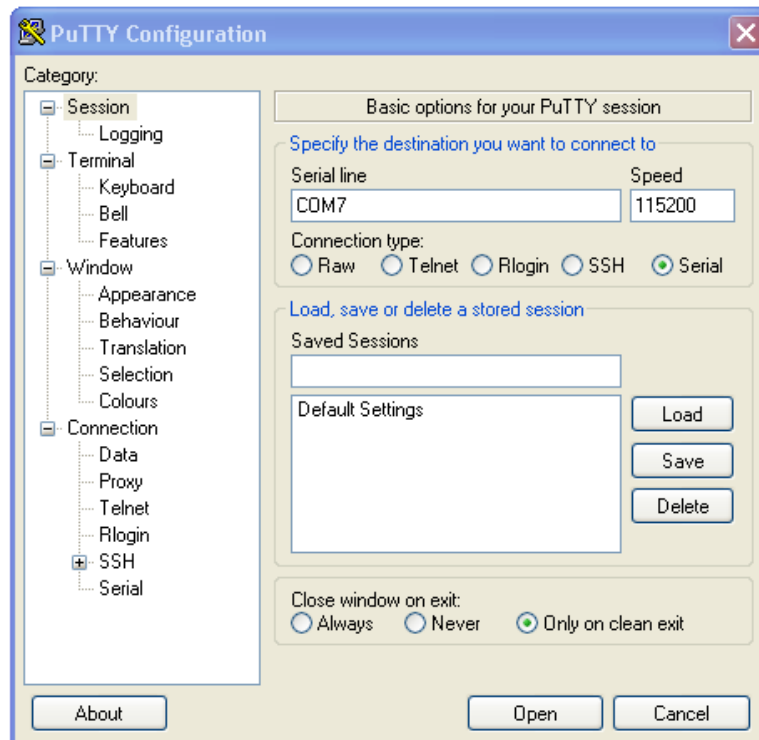 PuTTY Configuration
Category:
Session
Logging
Terminal
Keyboard
Bell
Features
Window
Appearance
Behaviour
Translation
Selection
Colours
Connection
Data
Proxy
Telnet
Rlogin
SSH
Serial
Basic options for your PuTTY session
Specify the destination you want to connect to
Serial line Speed
COM7 115200
Connection type:
Raw Telnet Rlogin SSH Serial
Load, save or delete a stored session
Saved Sessions
Default Settings
Load
Save
Delete
Close window on exit:
Always Never Only on clean exit
About Open Cancel